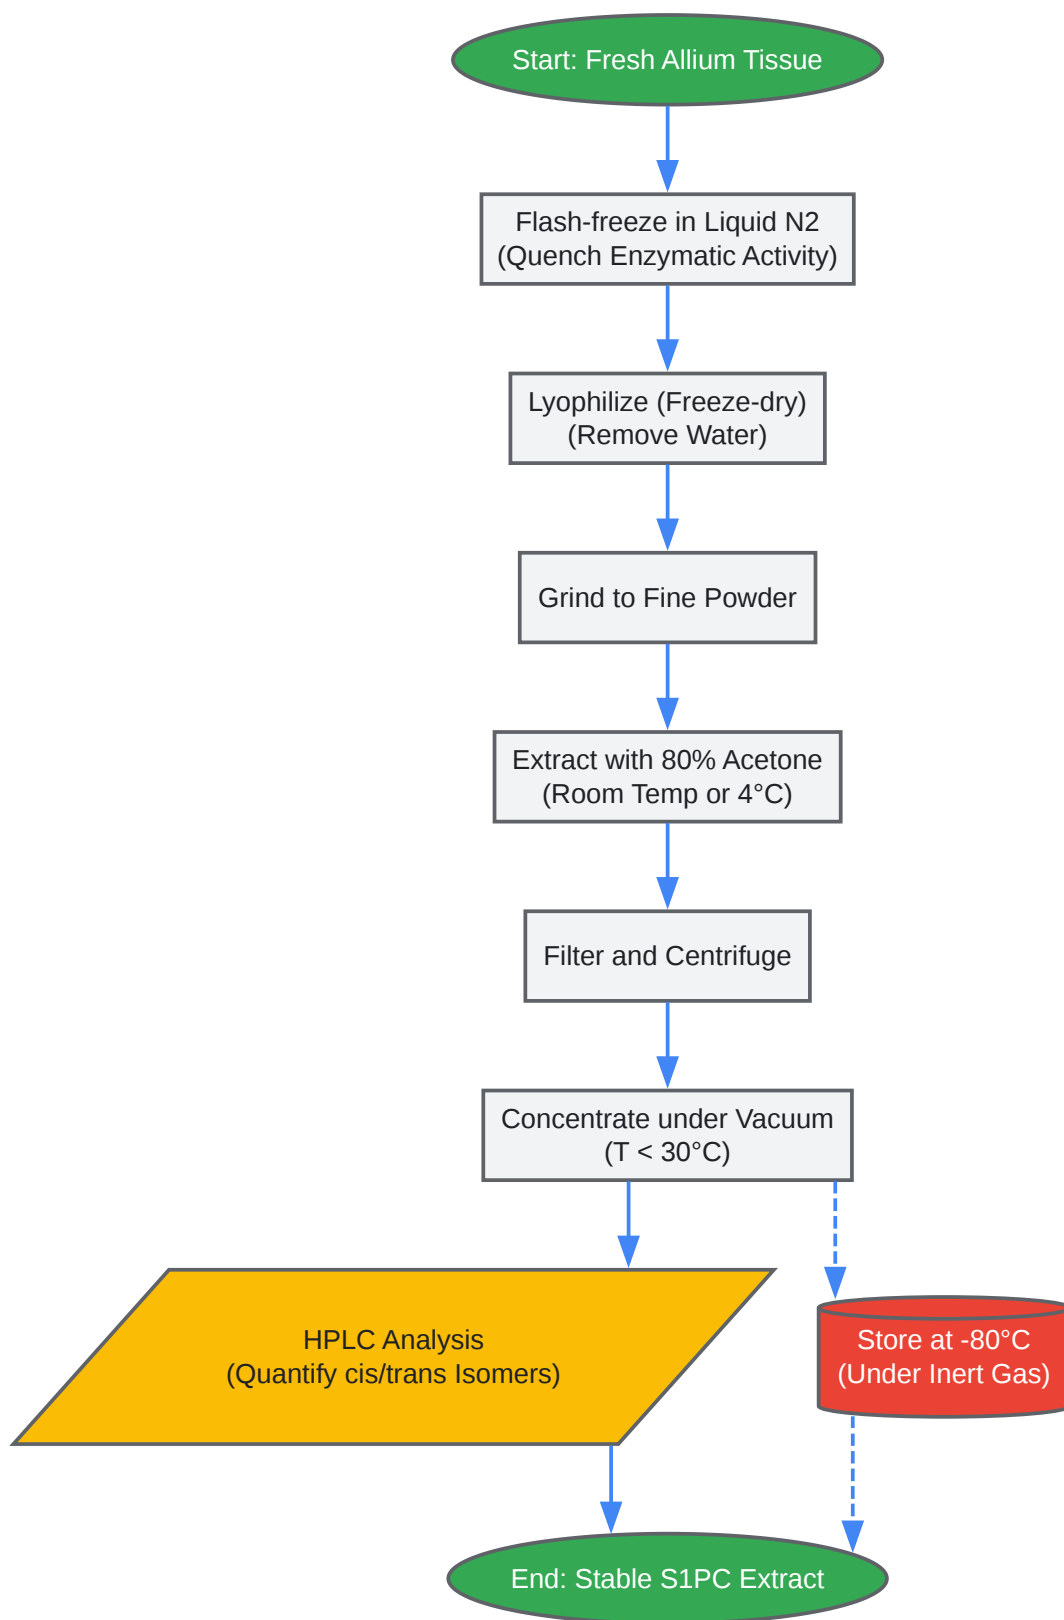 Start: Fresh Allium Tissue
Flash-freeze in Liquid N2
(Quench Enzymatic Activity)
Lyophilize (Freeze-dry)
(Remove Water)
Grind to Fine Powder
Extract with 80% Acetone
(Room Temp or 4°C)
Filter and Centrifuge
Concentrate under Vacuum
(T < 30°C)
HPLC Analysis
(Quantify cis/trans Isomers)
Store at -80°C
(Under Inert Gas)
End: Stable S1PC Extract